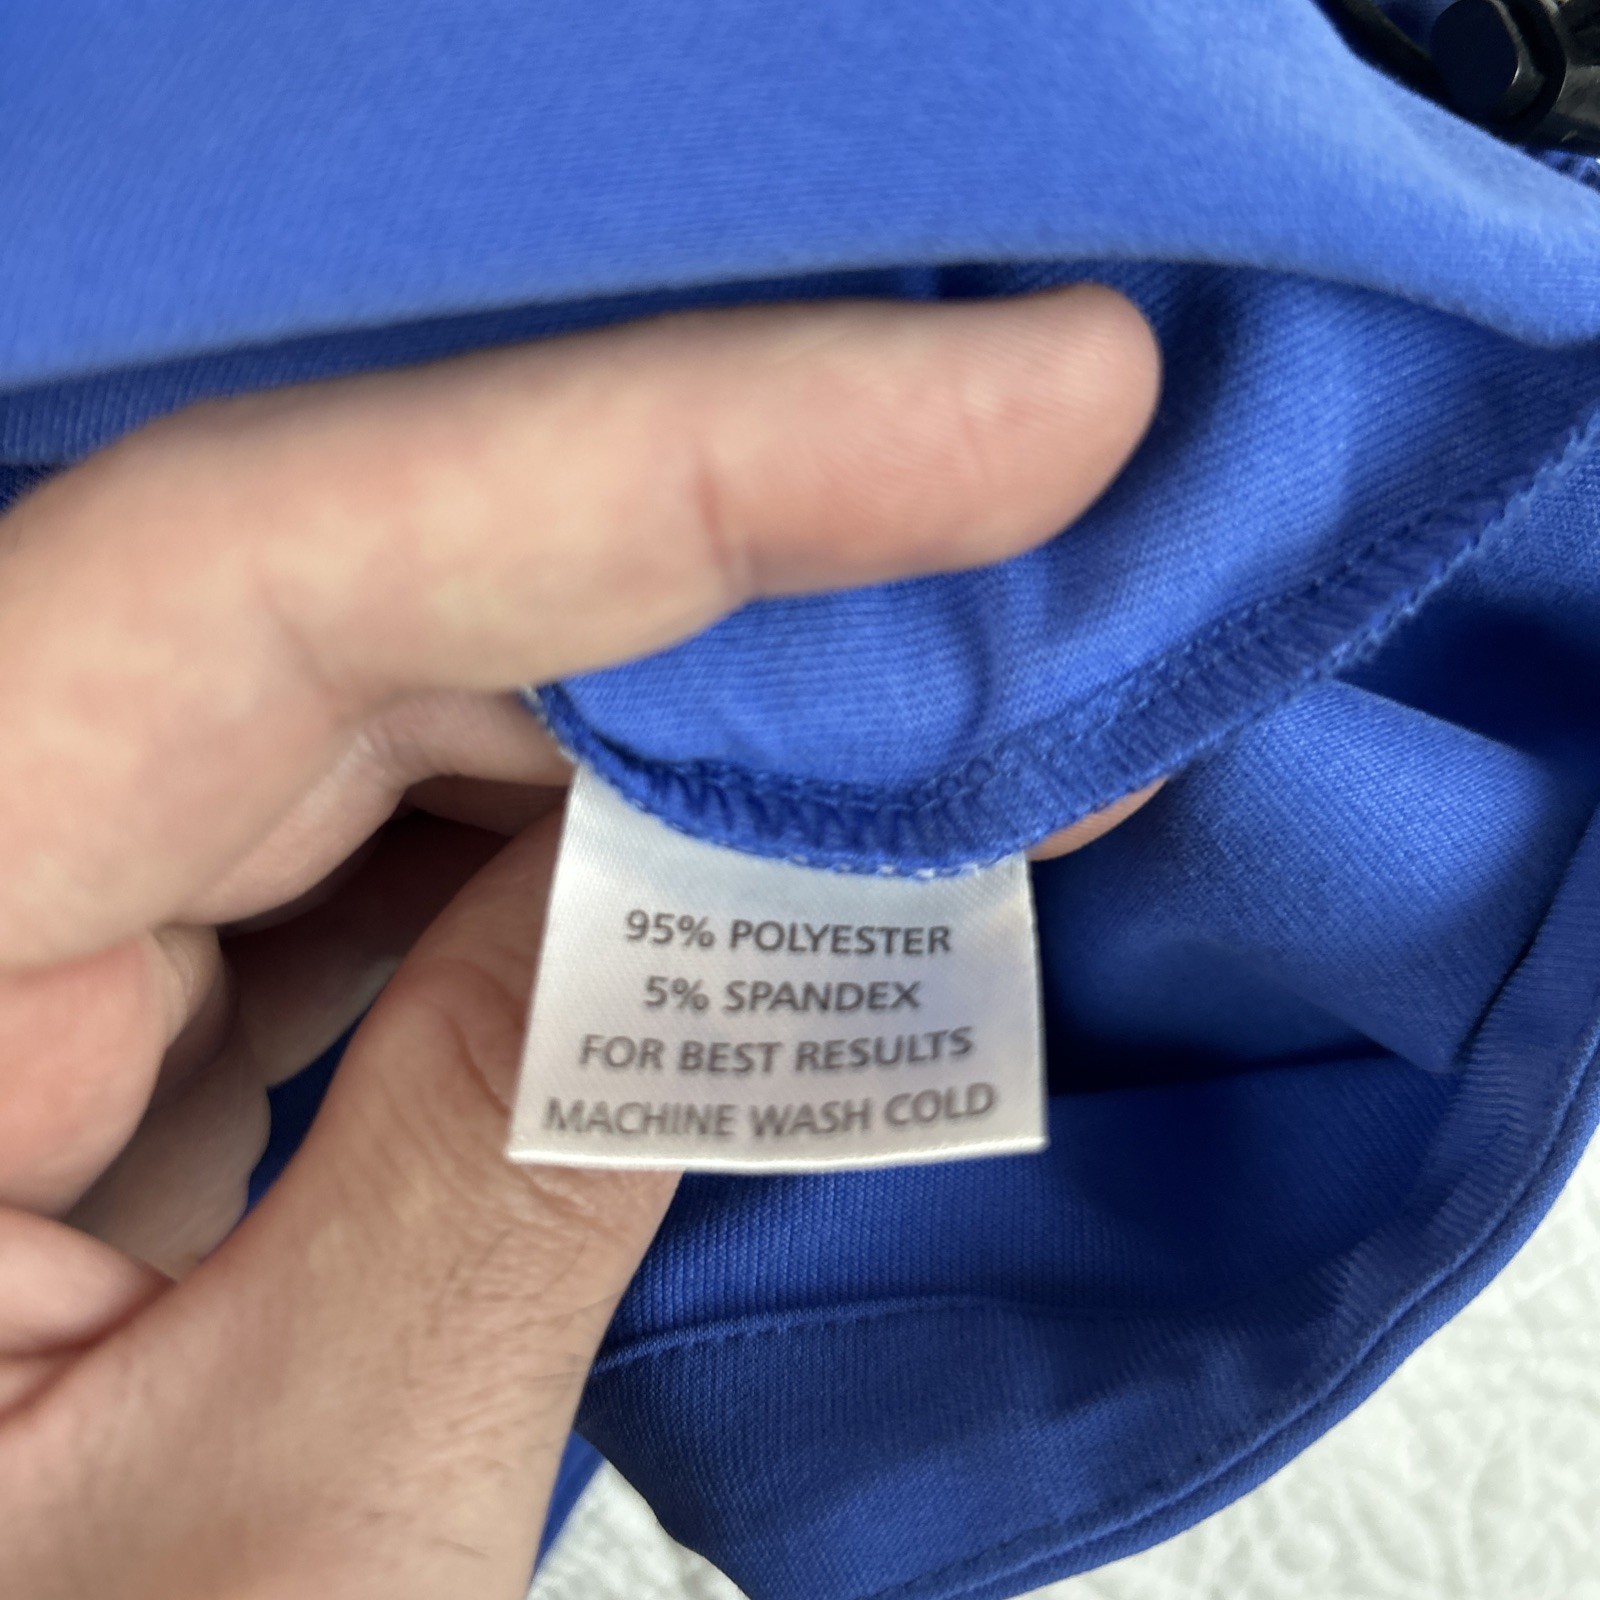 95% POLYESTER
5% SPANDEX
FOR BEST RESULTS
MACHINE WASH COLD